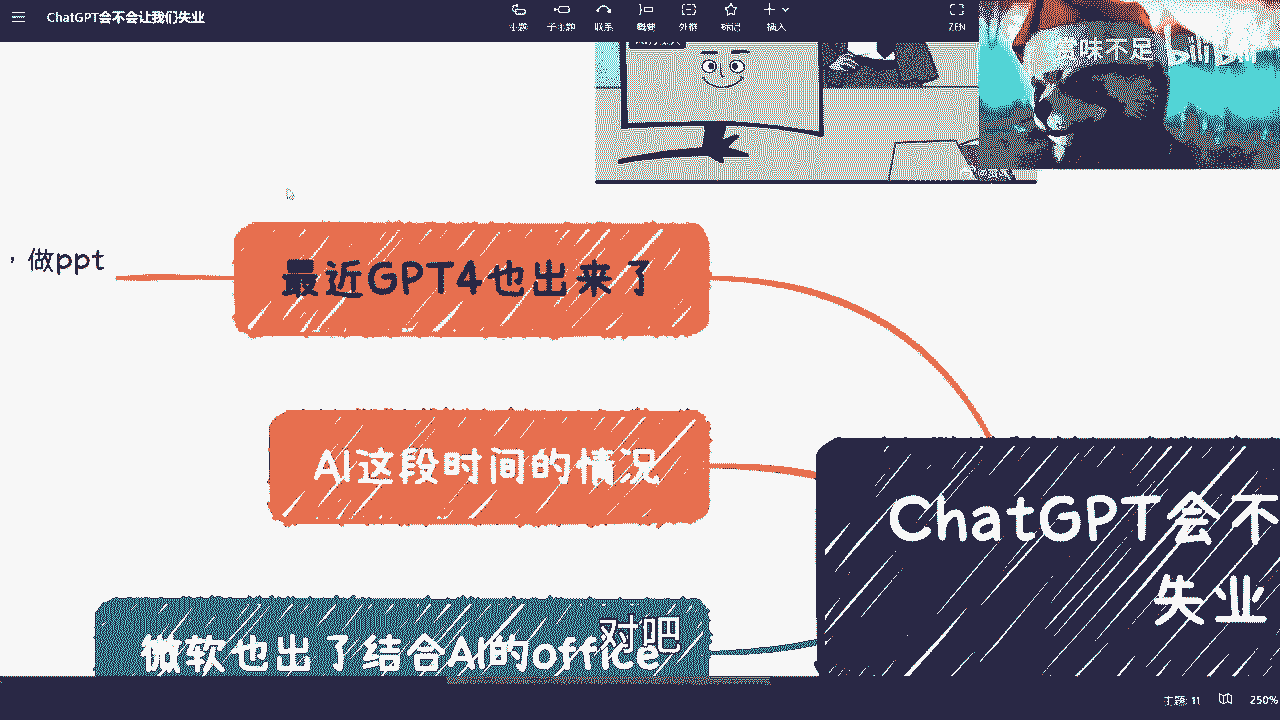 ChatGPT会不会让我们失业
主题 子主题 联系 概要 外框 标记 插入 ZEN
赏味不足 bilibili
，做ppt
最近GPT4也出来了
AI这段时间的情况
ChatGPT会不
失业
微软也出了结合AI的office
对吧
主题: 11 250%